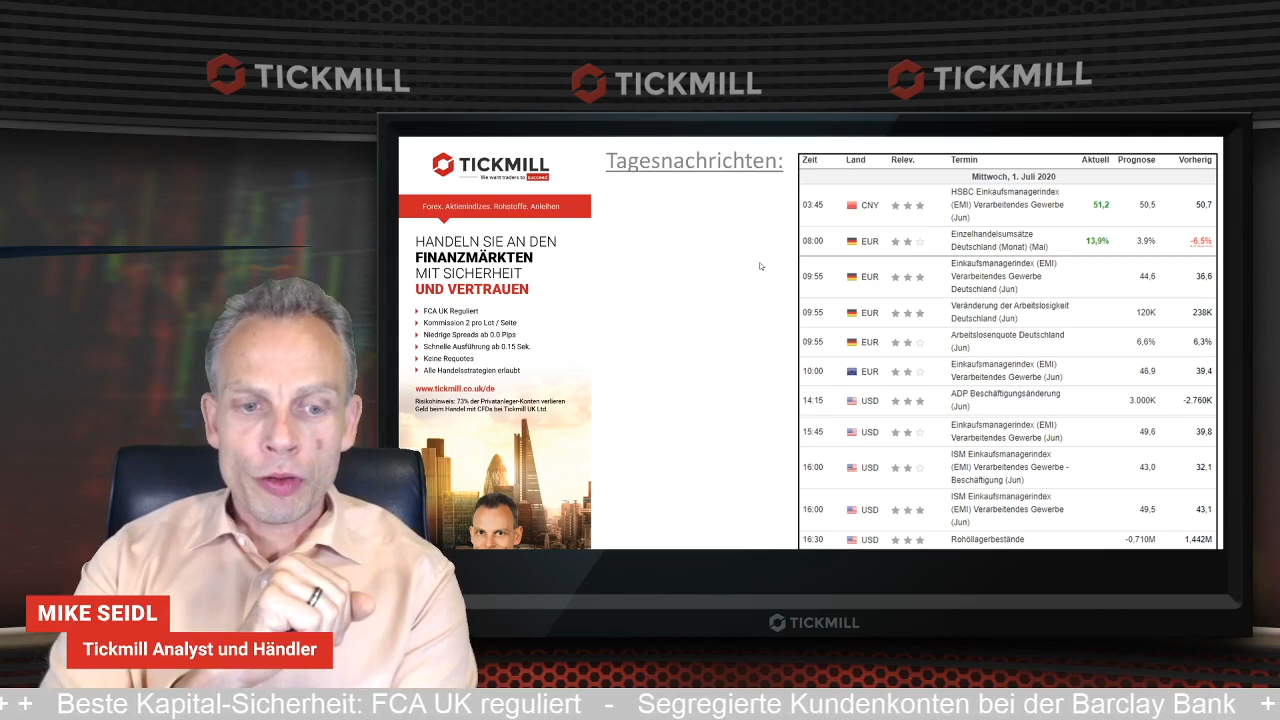 TICKMILL
TICKMILL
TICKMILL
TICKMILL
We want traders to succeed
Forex. Aktienindizes. Rohstoffe. Anleihen
HANDELN SIE AN DEN
FINANZMÄRKTEN
MIT SICHERHEIT
UND VERTRAUEN
FCA UK Reguliert
Kommission 2 pro Lot / Seite
Niedrige Spreads ab 0.0 Pips
Schnelle Ausführung ab 0.15 Sek.
Keine Requotes
Alle Handelsstrategien erlaubt
www.tickmill.co.uk/de
Risikohinweis: 73% der Privatanleger-Konten verlieren
Geld beim Handel mit CFDs bei Tickmill UK Ltd
Tagesnachrichten:
Zeit Land Relev. Termin Aktuell Prognose Vorherig
Mittwoch, 1. Juli 2020
HSBC Einkaufsmanagerindex
03:45 CNY (EMI) Verarbeitendes Gewerbe 51,2 50,5 50,7
(Jun)
Einzelhandelsumsätze
08:00 EUR Deutschland (Monat) (Mai) 13,9% 3,9% -6.5%
Einkaufsmanagerindex (EMI)
09:55 EUR Verarbeitendes Gewerbe 44,6 36,6
Deutschland (Jun)
Veränderung der Arbeitslosigkeit
09:55 EUR Deutschland (Jun) 120K 238K
Arbeitslosenquote Deutschland
09:55 EUR (Jun) 6,6% 6,3%
Einkaufsmanagerindex (EMI)
10:00 EUR Verarbeitendes Gewerbe (Jun) 46,9 39,4
ADP Beschäftigungsänderung
14:15 USD (Jun) 3.000K -2.760K
Einkaufsmanagerindex (EMI)
15:45 USD Verarbeitendes Gewerbe (Jun) 49,6 39,8
ISM Einkaufsmanagerindex
16:00 USD (EMI) Verarbeitendes Gewerbe - 43,0 32,1
Beschäftigung (Jun)
ISM Einkaufsmanagerindex
16:00 USD (EMI) Verarbeitendes Gewerbe 49,5 43,1
(Jun)
16:30 USD Rohöllagerbestände -0,710M 1,442M
TICKMILL
MIKE SEIDL
Tickmill Analyst und Händler
+ + Beste Kapital-Sicherheit: FCA UK reguliert - Segregierte Kundenkonten bei der Barclay Bank +